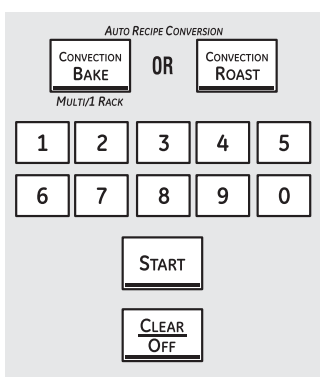 AUTO RECIPE CONVERSION
CONVECTION BAKE OR CONVECTION ROAST
MULTI/1 RACK
1 2 3 4 5
6 7 8 9 0
START
CLEAR
OFF